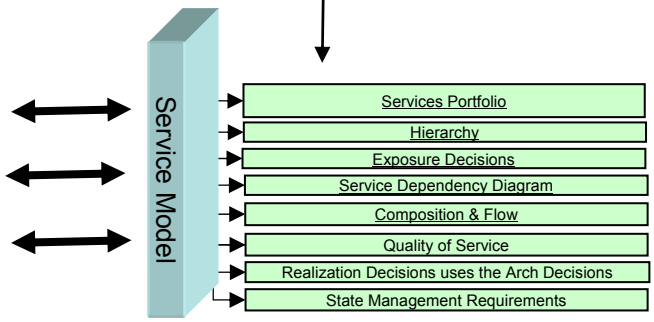 Service Model
Services Portfolio
Hierarchy
Exposure Decisions
Service Dependency Diagram
Composition & Flow
Quality of Service
Realization Decisions uses the Arch Decisions
State Management Requirements